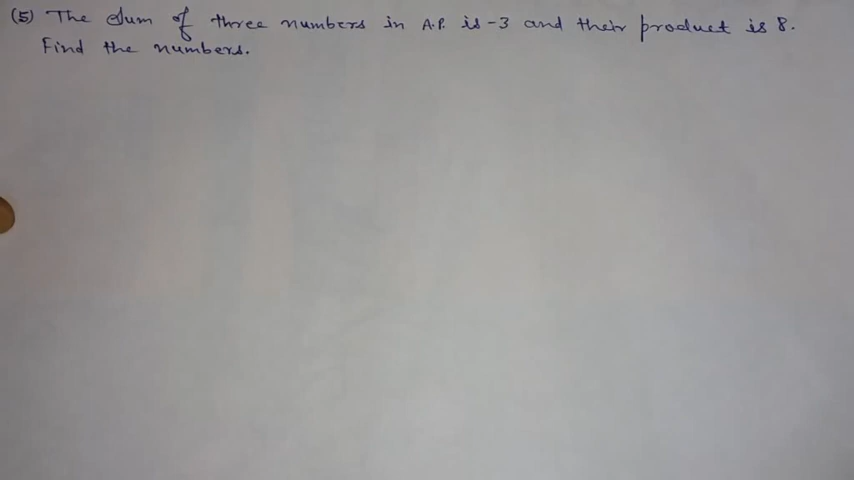 (5) The Sum of three numbers in A.P. is -3 and their product is 8.
Find the numbers.